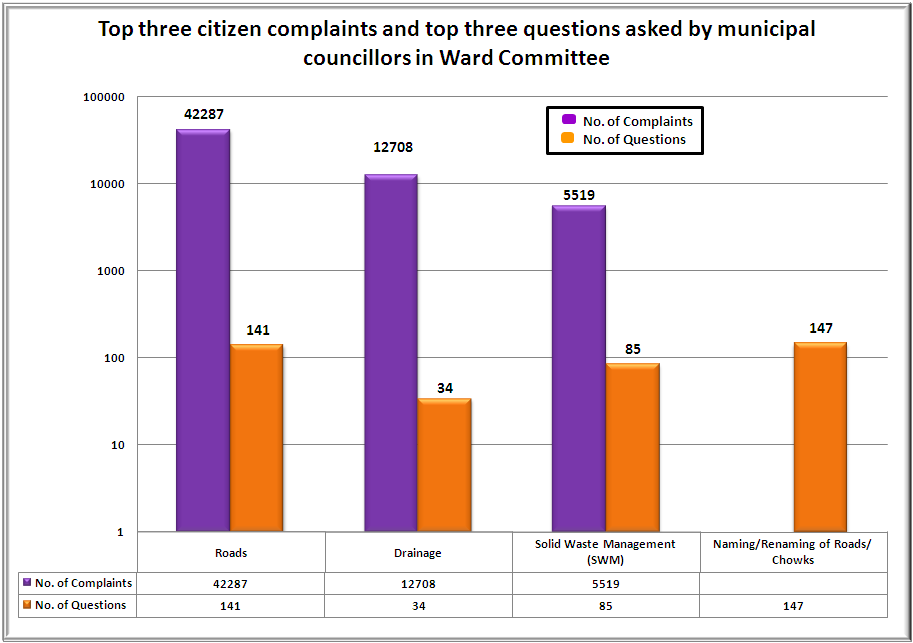 Top three citizen complaints and top three questions asked by municipal
councillors in Ward Committee
100000
10000
1000
100
10
1
No. of Complaints
No. of Questions
42287
141
12708
34
5519
85
147
Roads
Drainage
Solid Waste Management
(SWM)
Naming/Renaming of Roads/
Chowks
No. of Complaints 42287 12708 5519
No. of Questions 141 34 85 147